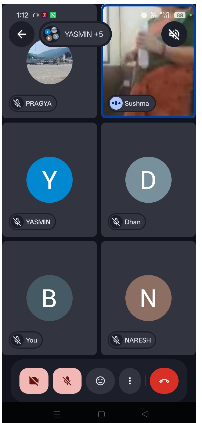 1:12
YASMIN +5
PRAGYA
Sushma
Y
D
YASMIN
Dhan
B
N
You
NARESH